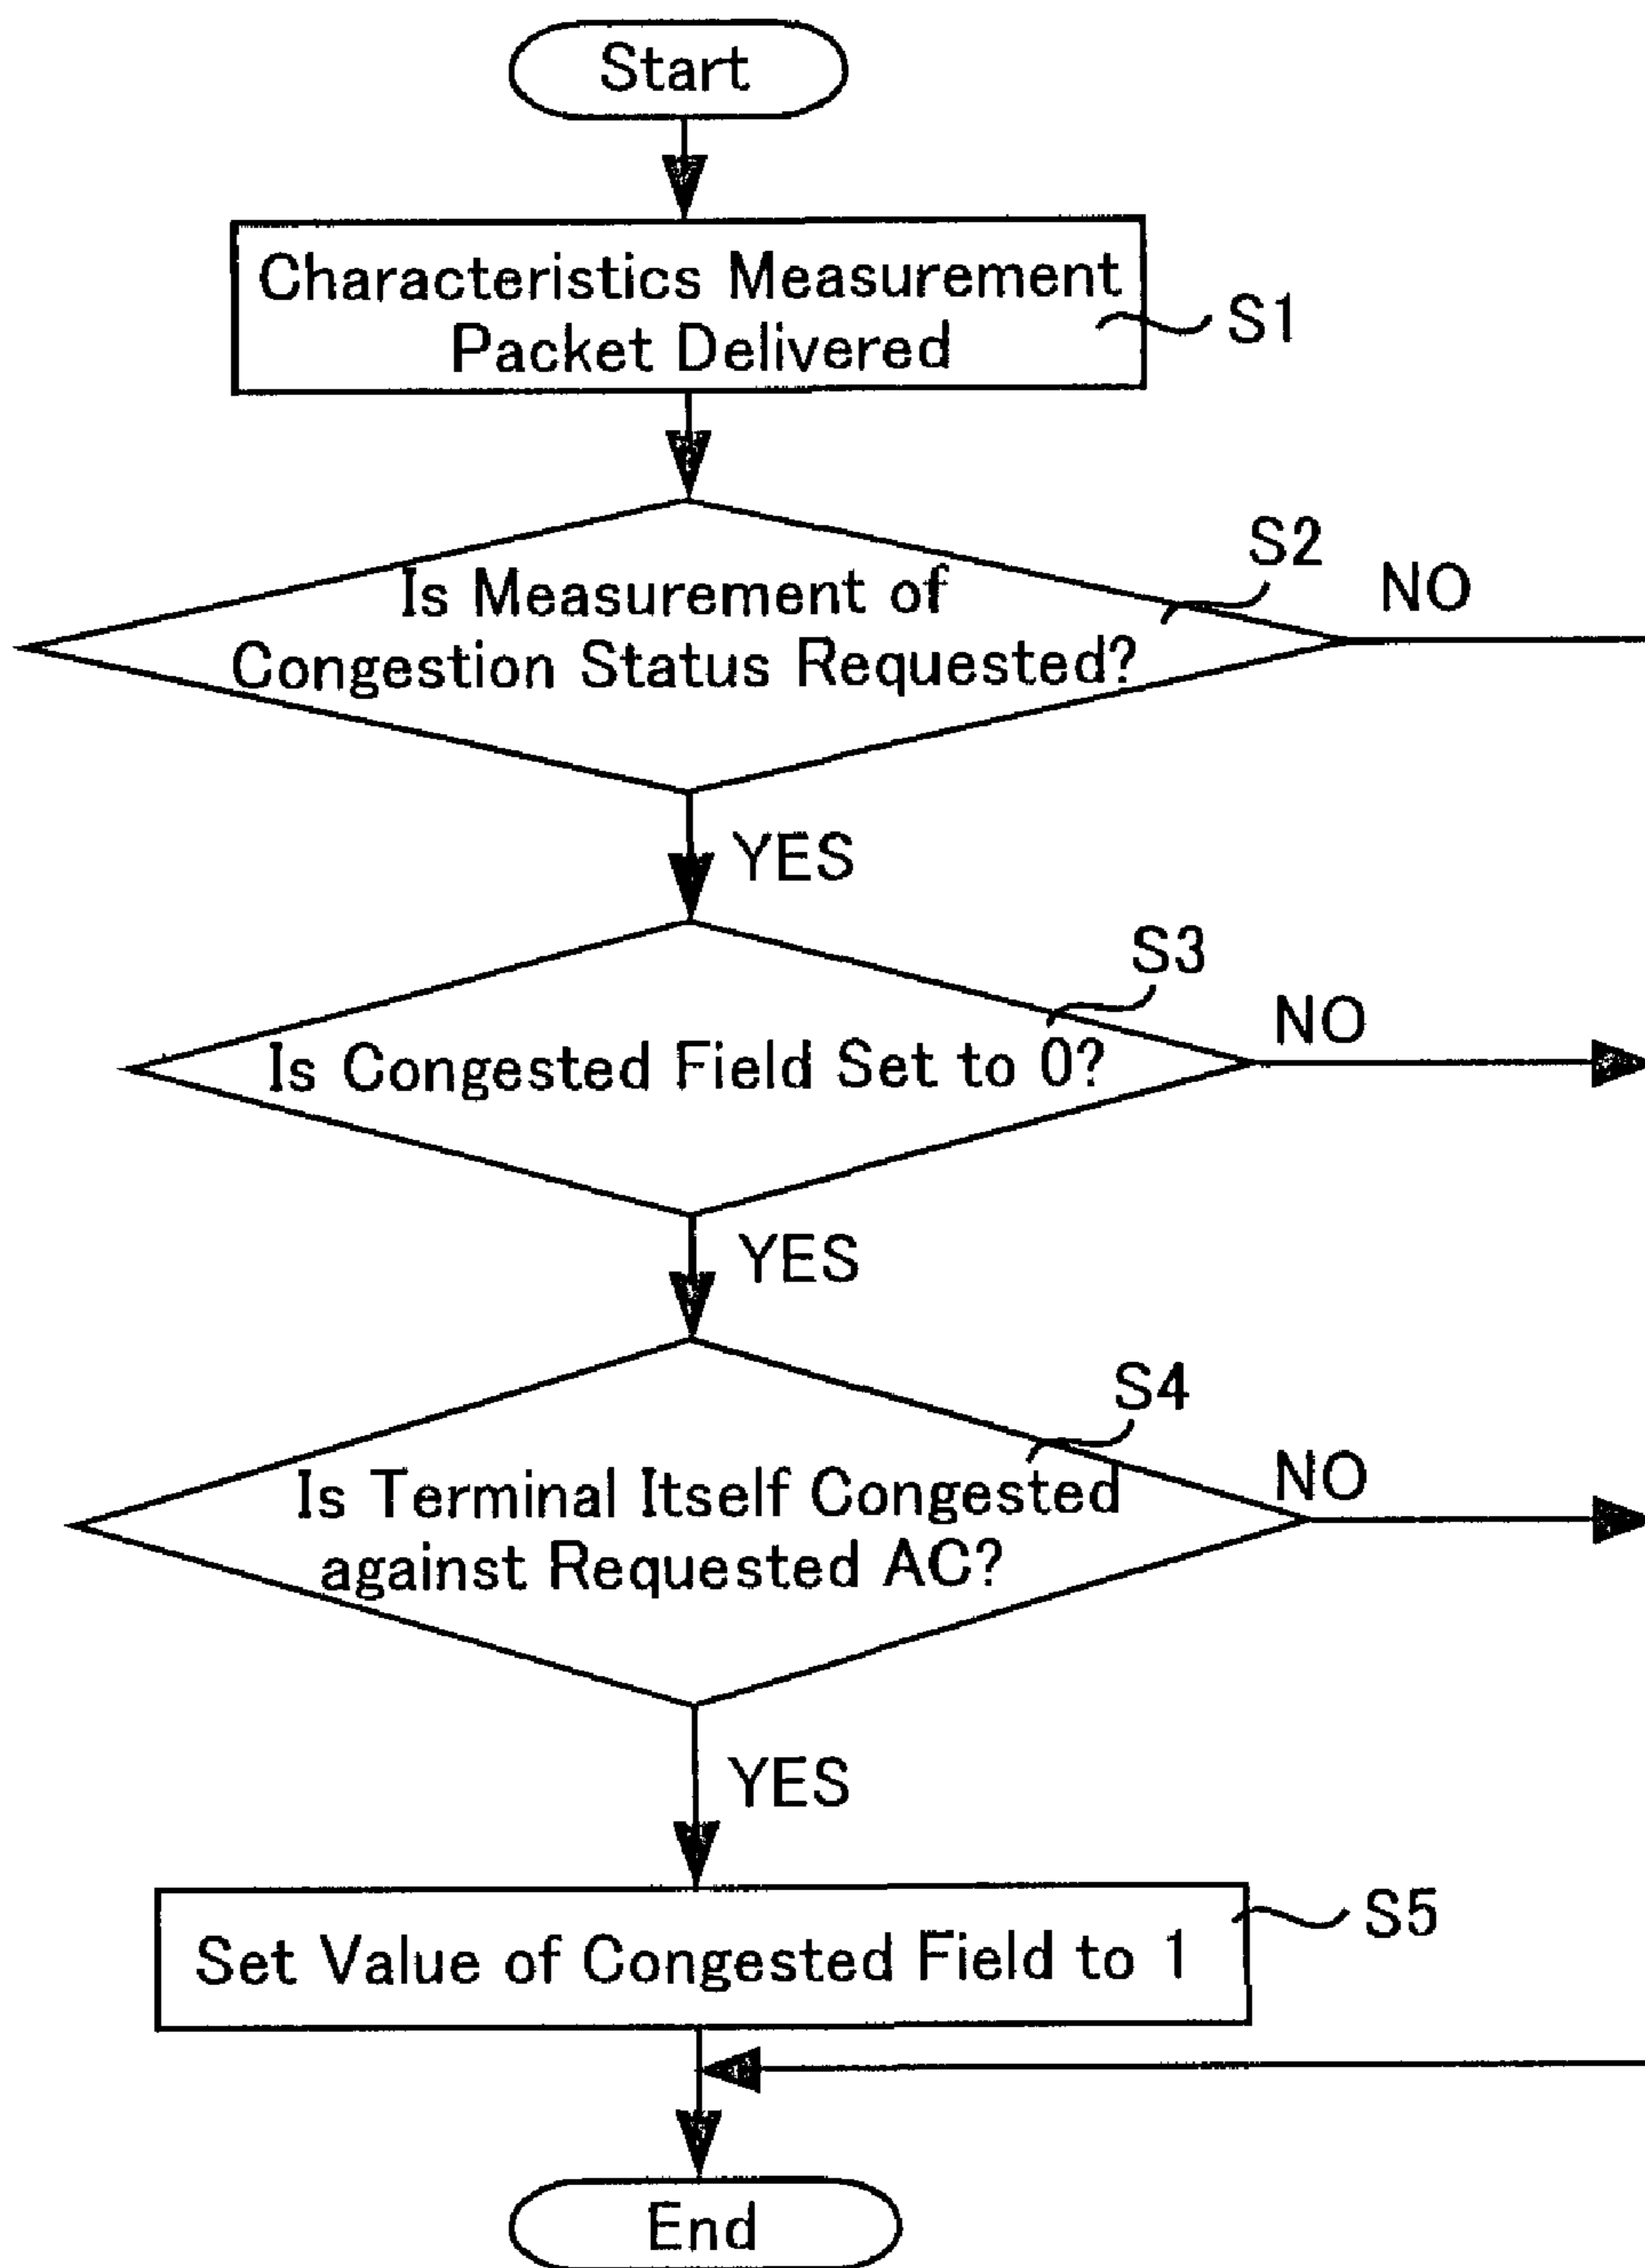 Start
Characteristics Measurement
Packet Delivered
S1
S2
NO
Is Measurement of
Congestion Status Requested?
YES
S3
NO
Is Congested Field Set to 0?
YES
S4
NO
Is Terminal Itself Congested
against Requested AC?
YES
S5
Set Value of Congested Field to 1
End